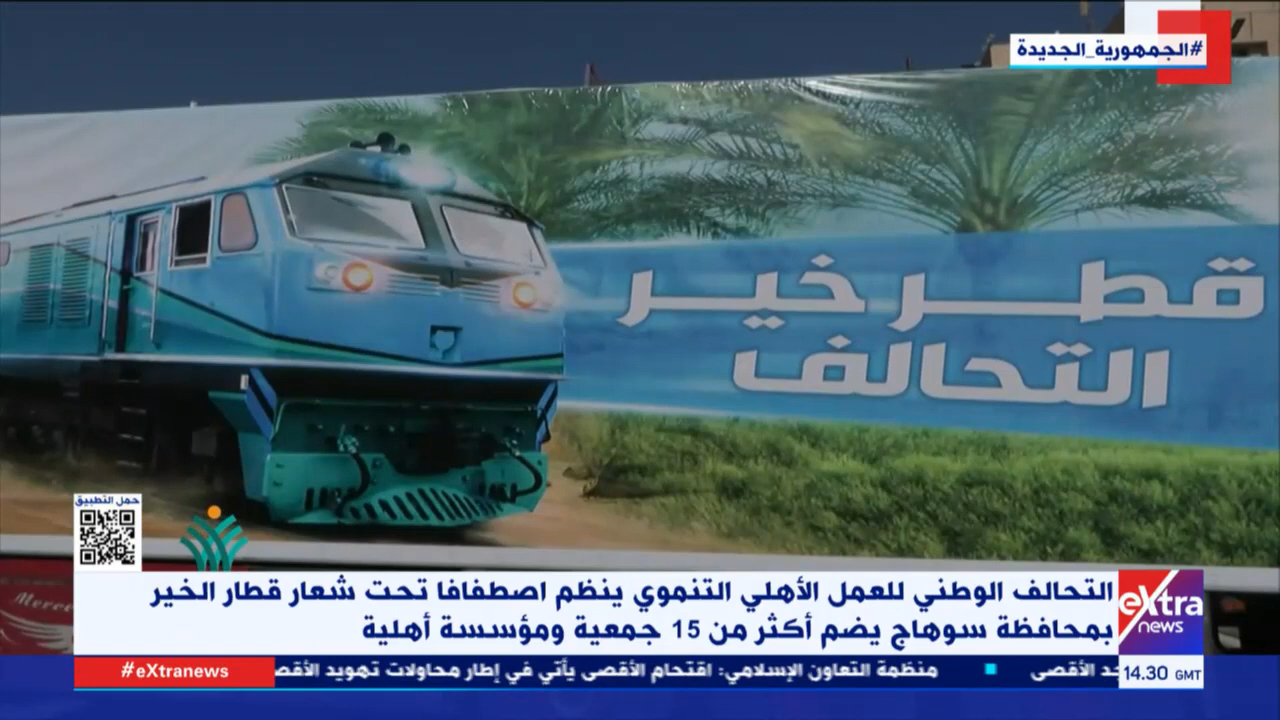 #الجمهورية_الجديدة
قطر خير
التحالف
حمل التطبيق
التحالف الوطني للعمل الأهلي التنموي ينظم اصطفافا تحت شعار قطار الخير
بمحافظة سوهاج يضم أكثر من 15 جمعية ومؤسسة أهلية
eXtra
news
#eXtranews
الأقصى ■ منظمة التعاون الإسلامي: اقتحام الأقصى يأتي في إطار محاولات تهويد
14.30 GMT